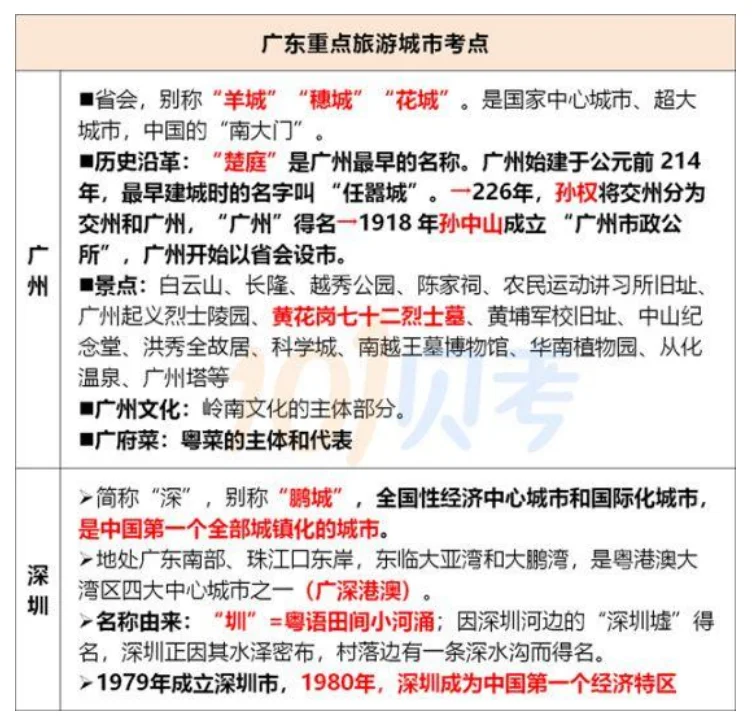 广东重点旅游城市考点
广州
■省会，别称“羊城”“穗城”“花城”。是国家中心城市、超大
城市，中国的“南大门”。
■历史沿革：“楚庭”是广州最早的名称。广州始建于公元前 214
年，最早建城时的名字叫“任嚣城”。→226年，孙权将交州分为
交州和广州，“广州”得名→1918 年孙中山成立“广州市政公
所”，广州开始以省会设市。
■景点：白云山、长隆、越秀公园、陈家祠、农民运动讲习所旧址、
广州起义烈士陵园、黄花岗七十二烈士墓、黄埔军校旧址、中山纪
念堂、洪秀全故居、科学城、南越王墓博物馆、华南植物园、从化
温泉、广州塔等
■广州文化：岭南文化的主体部分。
■广府菜：粤菜的主体和代表
深圳
➢简称“深”，别称“鹏城”，全国性经济中心城市和国际化城市，
是中国第一个全部城镇化的城市。
➢地处广东南部、珠江口东岸，东临大亚湾和大鹏湾，是粤港澳大
湾区四大中心城市之一（广深港澳）。
➢名称由来：“圳”=粤语田间小河涌；因深圳河边的“深圳墟”得
名，深圳正因其水泽密布，村落边有一条深水沟而得名。
➢1979年成立深圳市，1980年，深圳成为中国第一个经济特区
101贝考